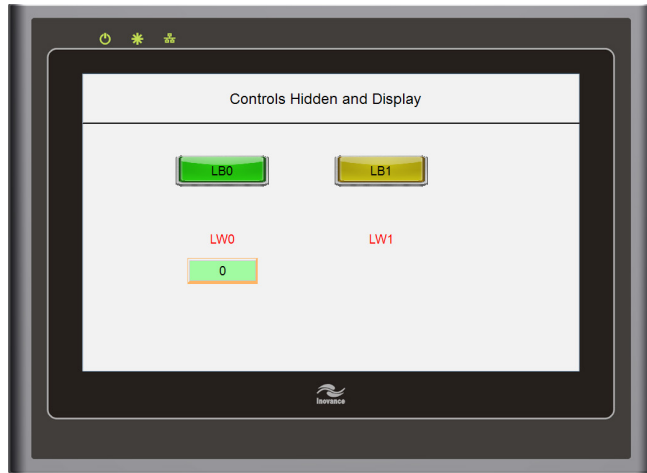 Controls Hidden and Display
LB0 LB1
LW0 LW1
0
Inovance